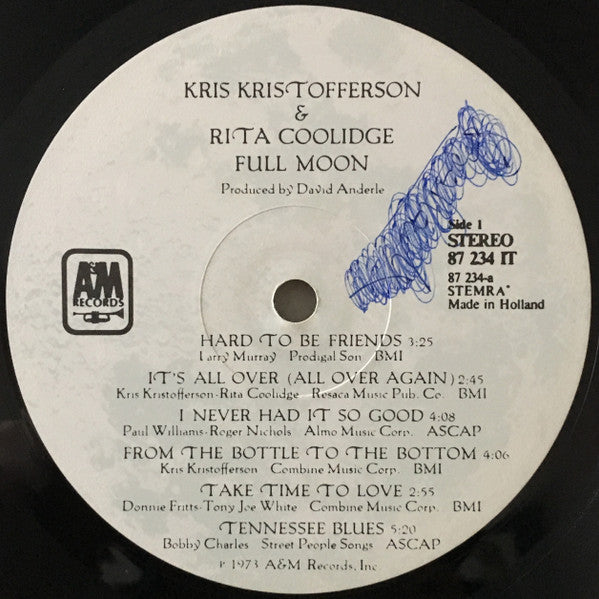 KRIS KRISTOFFERSON
&
RITA COOLIDGE
FULL MOON
Produced by David Anderle
A&M
RECORDS
Side 1
STEREO
87 234 IT
87 234-a
STEMRA*
Made in Holland
HARD TO BE FRIENDS 3:25
Larry Murray Prodigal Son BMI
IT'S ALL OVER (ALL OVER AGAIN) 2:45
Kris Kristofferson-Rita Coolidge Resaca Music Pub. Co. BMI
I NEVER HAD IT SO GOOD 4:08
Paul Williams-Roger Nichols Almo Music Corp. ASCAP
FROM THE BOTTLE TO THE BOTTOM 4:06
Kris Kristofferson Combine Music Corp. BMI
TAKE TIME TO LOVE 2:55
Donnie Fritts-Tony Joe White Combine Music Corp. BMI
TENNESSEE BLUES 5:20
Bobby Charles Street People Songs ASCAP
℗ 1973 A&M Records, Inc